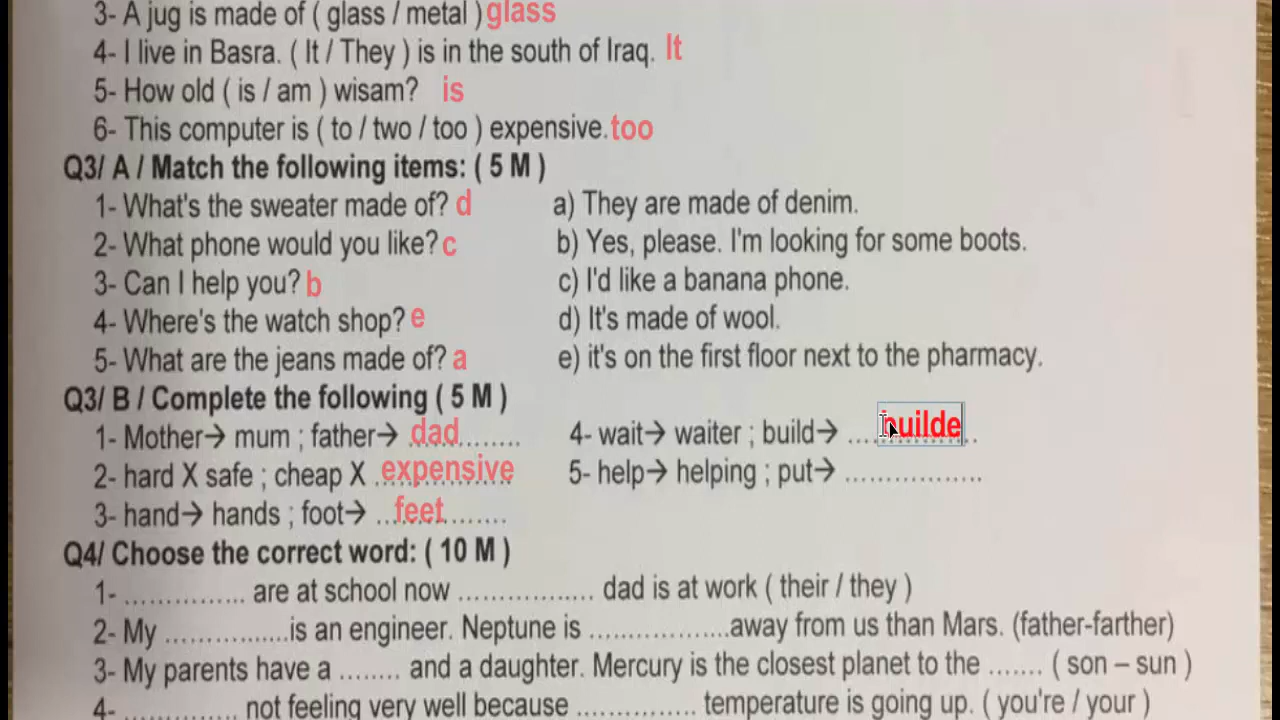 3- A jug is made of ( glass / metal ) glass
4- I live in Basra. ( It / They ) is in the south of Iraq. It
5- How old ( is / am ) wisam? is
6- This computer is ( to / two / too ) expensive. too
Q3/ A / Match the following items: ( 5 M )
1- What's the sweater made of? d a) They are made of denim.
2- What phone would you like? c b) Yes, please. I'm looking for some boots.
3- Can I help you? b c) I'd like a banana phone.
4- Where's the watch shop? e d) It's made of wool.
5- What are the jeans made of? a e) it's on the first floor next to the pharmacy.
Q3/ B / Complete the following ( 5 M )
1- Mother→ mum ; father→ dad........ 4- wait→ waiter ; build→ ...builde..
2- hard X safe ; cheap X .expensive 5- help→ helping ; put→ .................
3- hand→ hands ; foot→ ...feet.........
Q4/ Choose the correct word: ( 10 M )
1- ............... are at school now ................. dad is at work ( their / they )
2- My ...............is an engineer. Neptune is .................away from us than Mars. (father-farther)
3- My parents have a ........ and a daughter. Mercury is the closest planet to the ....... ( son – sun )
4- .............. not feeling very well because ............... temperature is going up. ( you're / your )